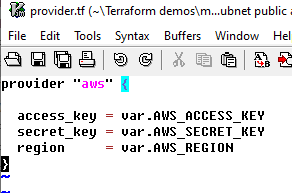 provider.tf (~\Terraform demos\m...ubnet public a
File Edit Tools Syntax Buffers Window Help
provider "aws" {
access_key = var.AWS_ACCESS_KEY
secret_key = var.AWS_SECRET_KEY
region = var.AWS_REGION
}
~
~